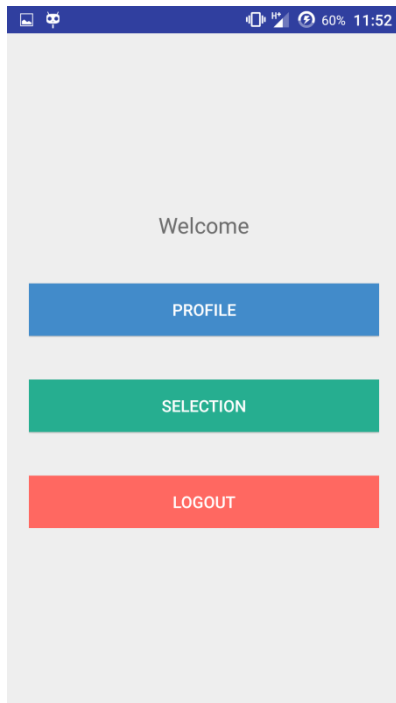 H+ 60% 11:52
Welcome
PROFILE
SELECTION
LOGOUT